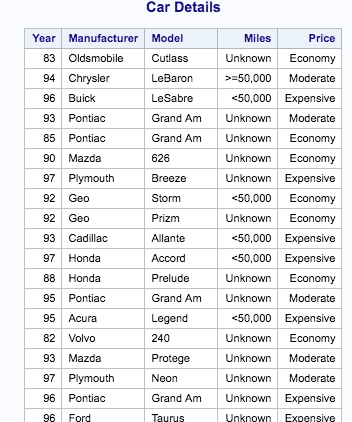 Car Details
Year Manufacturer Model Miles Price
83 Oldsmobile Cutlass Unknown Economy
94 Chrysler LeBaron >=50,000 Moderate
96 Buick LeSabre <50,000 Expensive
93 Pontiac Grand Am Unknown Moderate
85 Pontiac Grand Am Unknown Economy
90 Mazda 626 Unknown Economy
97 Plymouth Breeze Unknown Expensive
92 Geo Storm <50,000 Economy
92 Geo Prizm Unknown Economy
93 Cadillac Allante <50,000 Expensive
97 Honda Accord <50,000 Expensive
88 Honda Prelude Unknown Economy
95 Pontiac Grand Am Unknown Moderate
95 Acura Legend <50,000 Expensive
82 Volvo 240 Unknown Economy
93 Mazda Protege Unknown Moderate
97 Plymouth Neon Unknown Moderate
96 Pontiac Grand Am Unknown Expensive
96 Ford Taurus Unknown Expensive